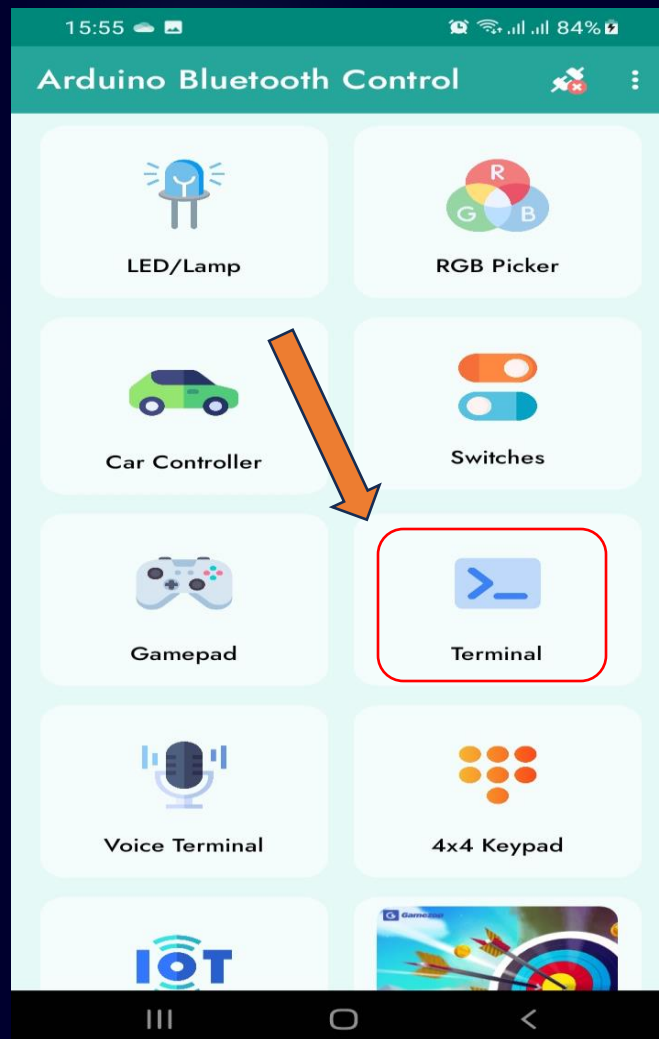 15:55 84%
Arduino Bluetooth Control
R
G B
LED/Lamp RGB Picker
Car Controller Switches
Gamepad Terminal
Voice Terminal 4x4 Keypad
G Gamezop
IOT